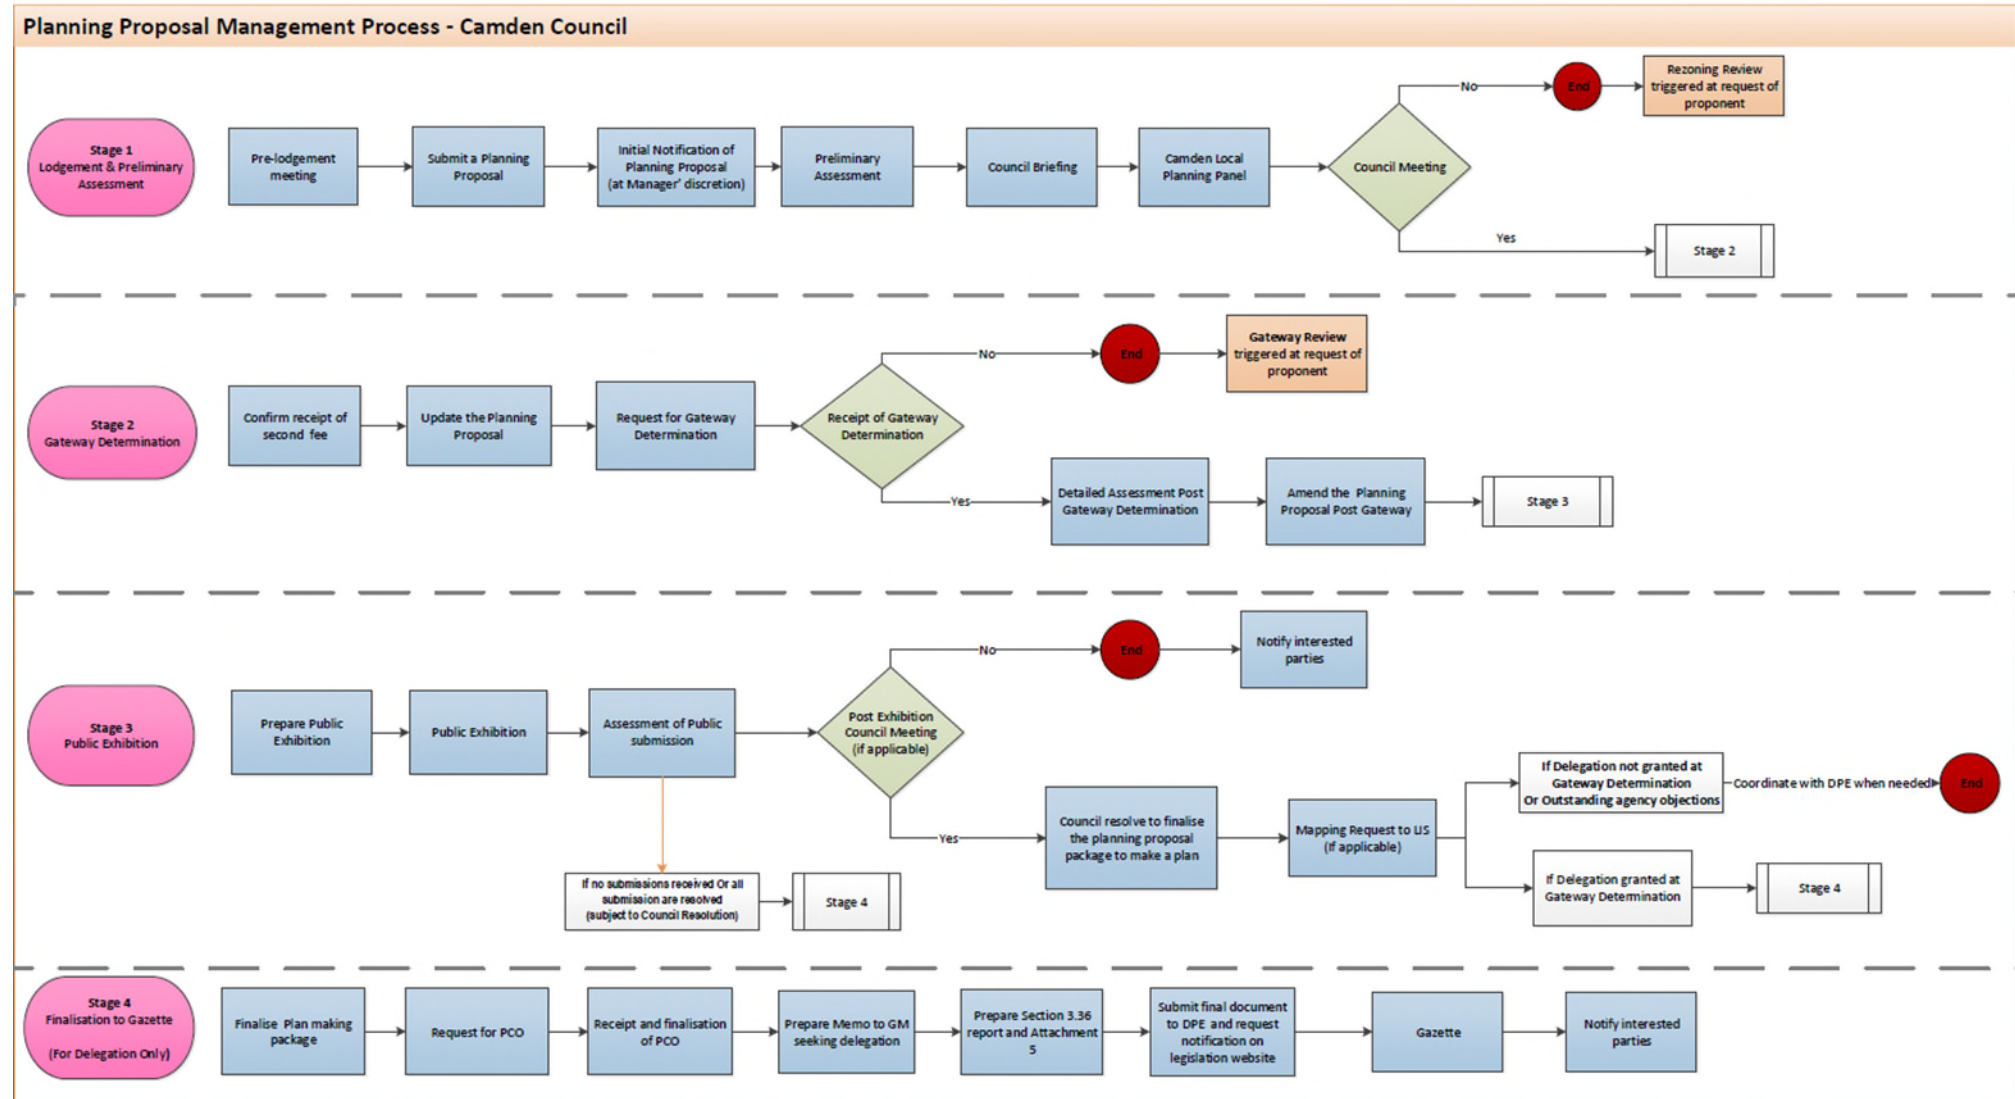 Planning Proposal Management Process - Camden Council
Stage 1
Lodgement & Preliminary
Assessment
Pre-lodgement
meeting
Submit a Planning
Proposal
Initial Notification of
Planning Proposal
(at Manager' discretion)
Preliminary
Assessment
Council Briefing
Camden Local
Planning Panel
Council Meeting
No
End
Rezoning Review
triggered at request of
proponent
Yes
Stage 2
Stage 2
Gateway Determination
Confirm receipt of
second fee
Update the Planning
Proposal
Request for Gateway
Determination
Receipt of Gateway
Determination
No
End
Gateway Review
triggered at request of
proponent
Yes
Detailed Assessment Post
Gateway Determination
Amend the Planning
Proposal Post Gateway
Stage 3
Stage 3
Public Exhibition
Prepare Public
Exhibition
Public Exhibition
Assessment of Public
submission
If no submissions received Or all
submission are resolved
(subject to Council Resolution)
Stage 4
Post Exhibition
Council Meeting
(if applicable)
No
End
Notify interested
parties
Yes
Council resolve to finalise
the planning proposal
package to make a plan
Mapping Request to LIS
(If applicable)
If Delegation not granted at
Gateway Determination
Or Outstanding agency objections
Coordinate with DPE when needed
End
If Delegation granted at
Gateway Determination
Stage 4
Stage 4
Finalisation to Gazette
(For Delegation Only)
Finalise Plan making
package
Request for PCO
Receipt and finalisation
of PCO
Prepare Memo to GM
seeking delegation
Prepare Section 3.36
report and Attachment
5
Submit final document
to DPE and request
notification on
legislation website
Gazette
Notify interested
parties